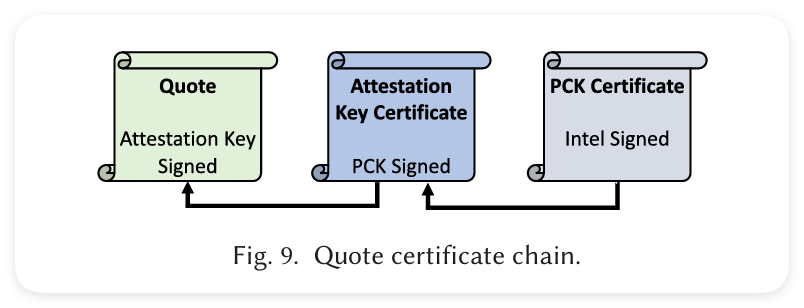 Quote
Attestation Key
Signed
Attestation
Key Certificate
PCK Signed
PCK Certificate
Intel Signed
Fig. 9. Quote certificate chain.